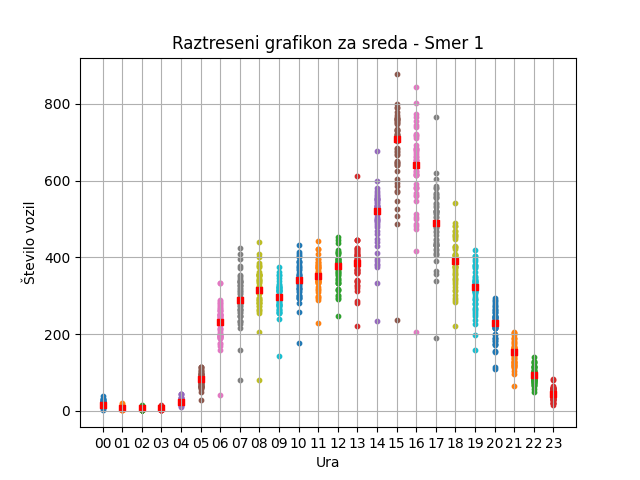 Raztreseni grafikon za sreda - Smer 1
Število vozil
800
600
400
200
0
00 01 02 03 04 05 06 07 08 09 10 11 12 13 14 15 16 17 18 19 20 21 22 23
Ura